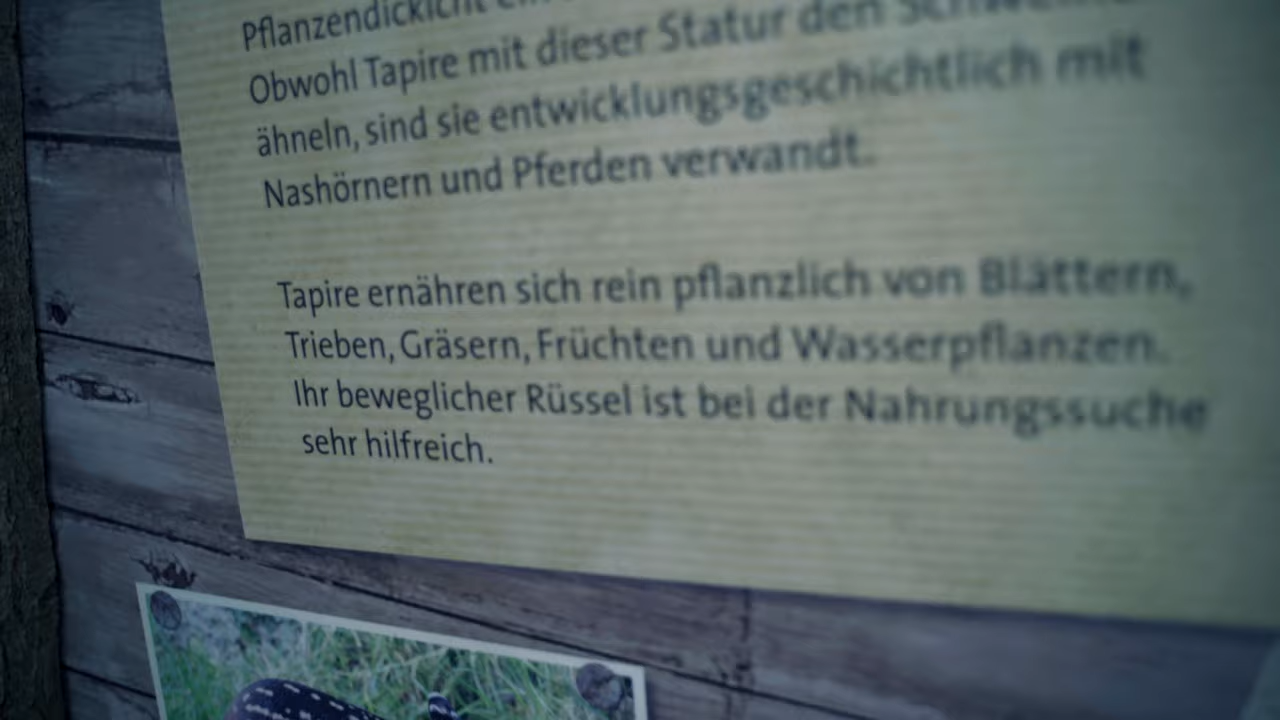 Pflanzendickicht
Obwohl Tapire mit dieser Statur den
ähneln, sind sie entwicklungsgeschichtlich mit
Nashörnern und Pferden verwandt.
Tapire ernähren sich rein pflanzlich von Blättern,
Trieben, Gräsern, Früchten und Wasserpflanzen.
Ihr beweglicher Rüssel ist bei der Nahrungssuche
sehr hilfreich.